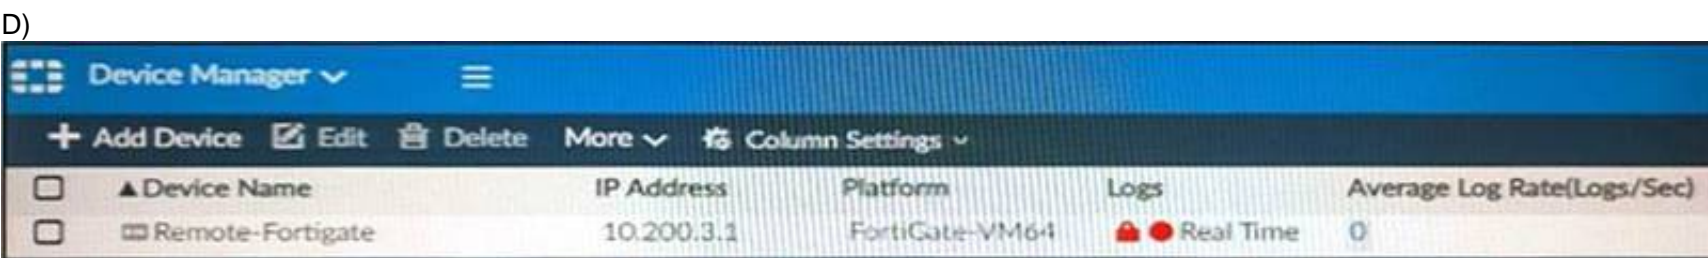 D)
Device Manager
Add Device Edit Delete More Column Settings
Device Name IP Address Platform Logs Average Log Rate(Logs/Sec)
Remote-Fortigate 10.200.3.1 FortiGate-VM64 Real Time 0